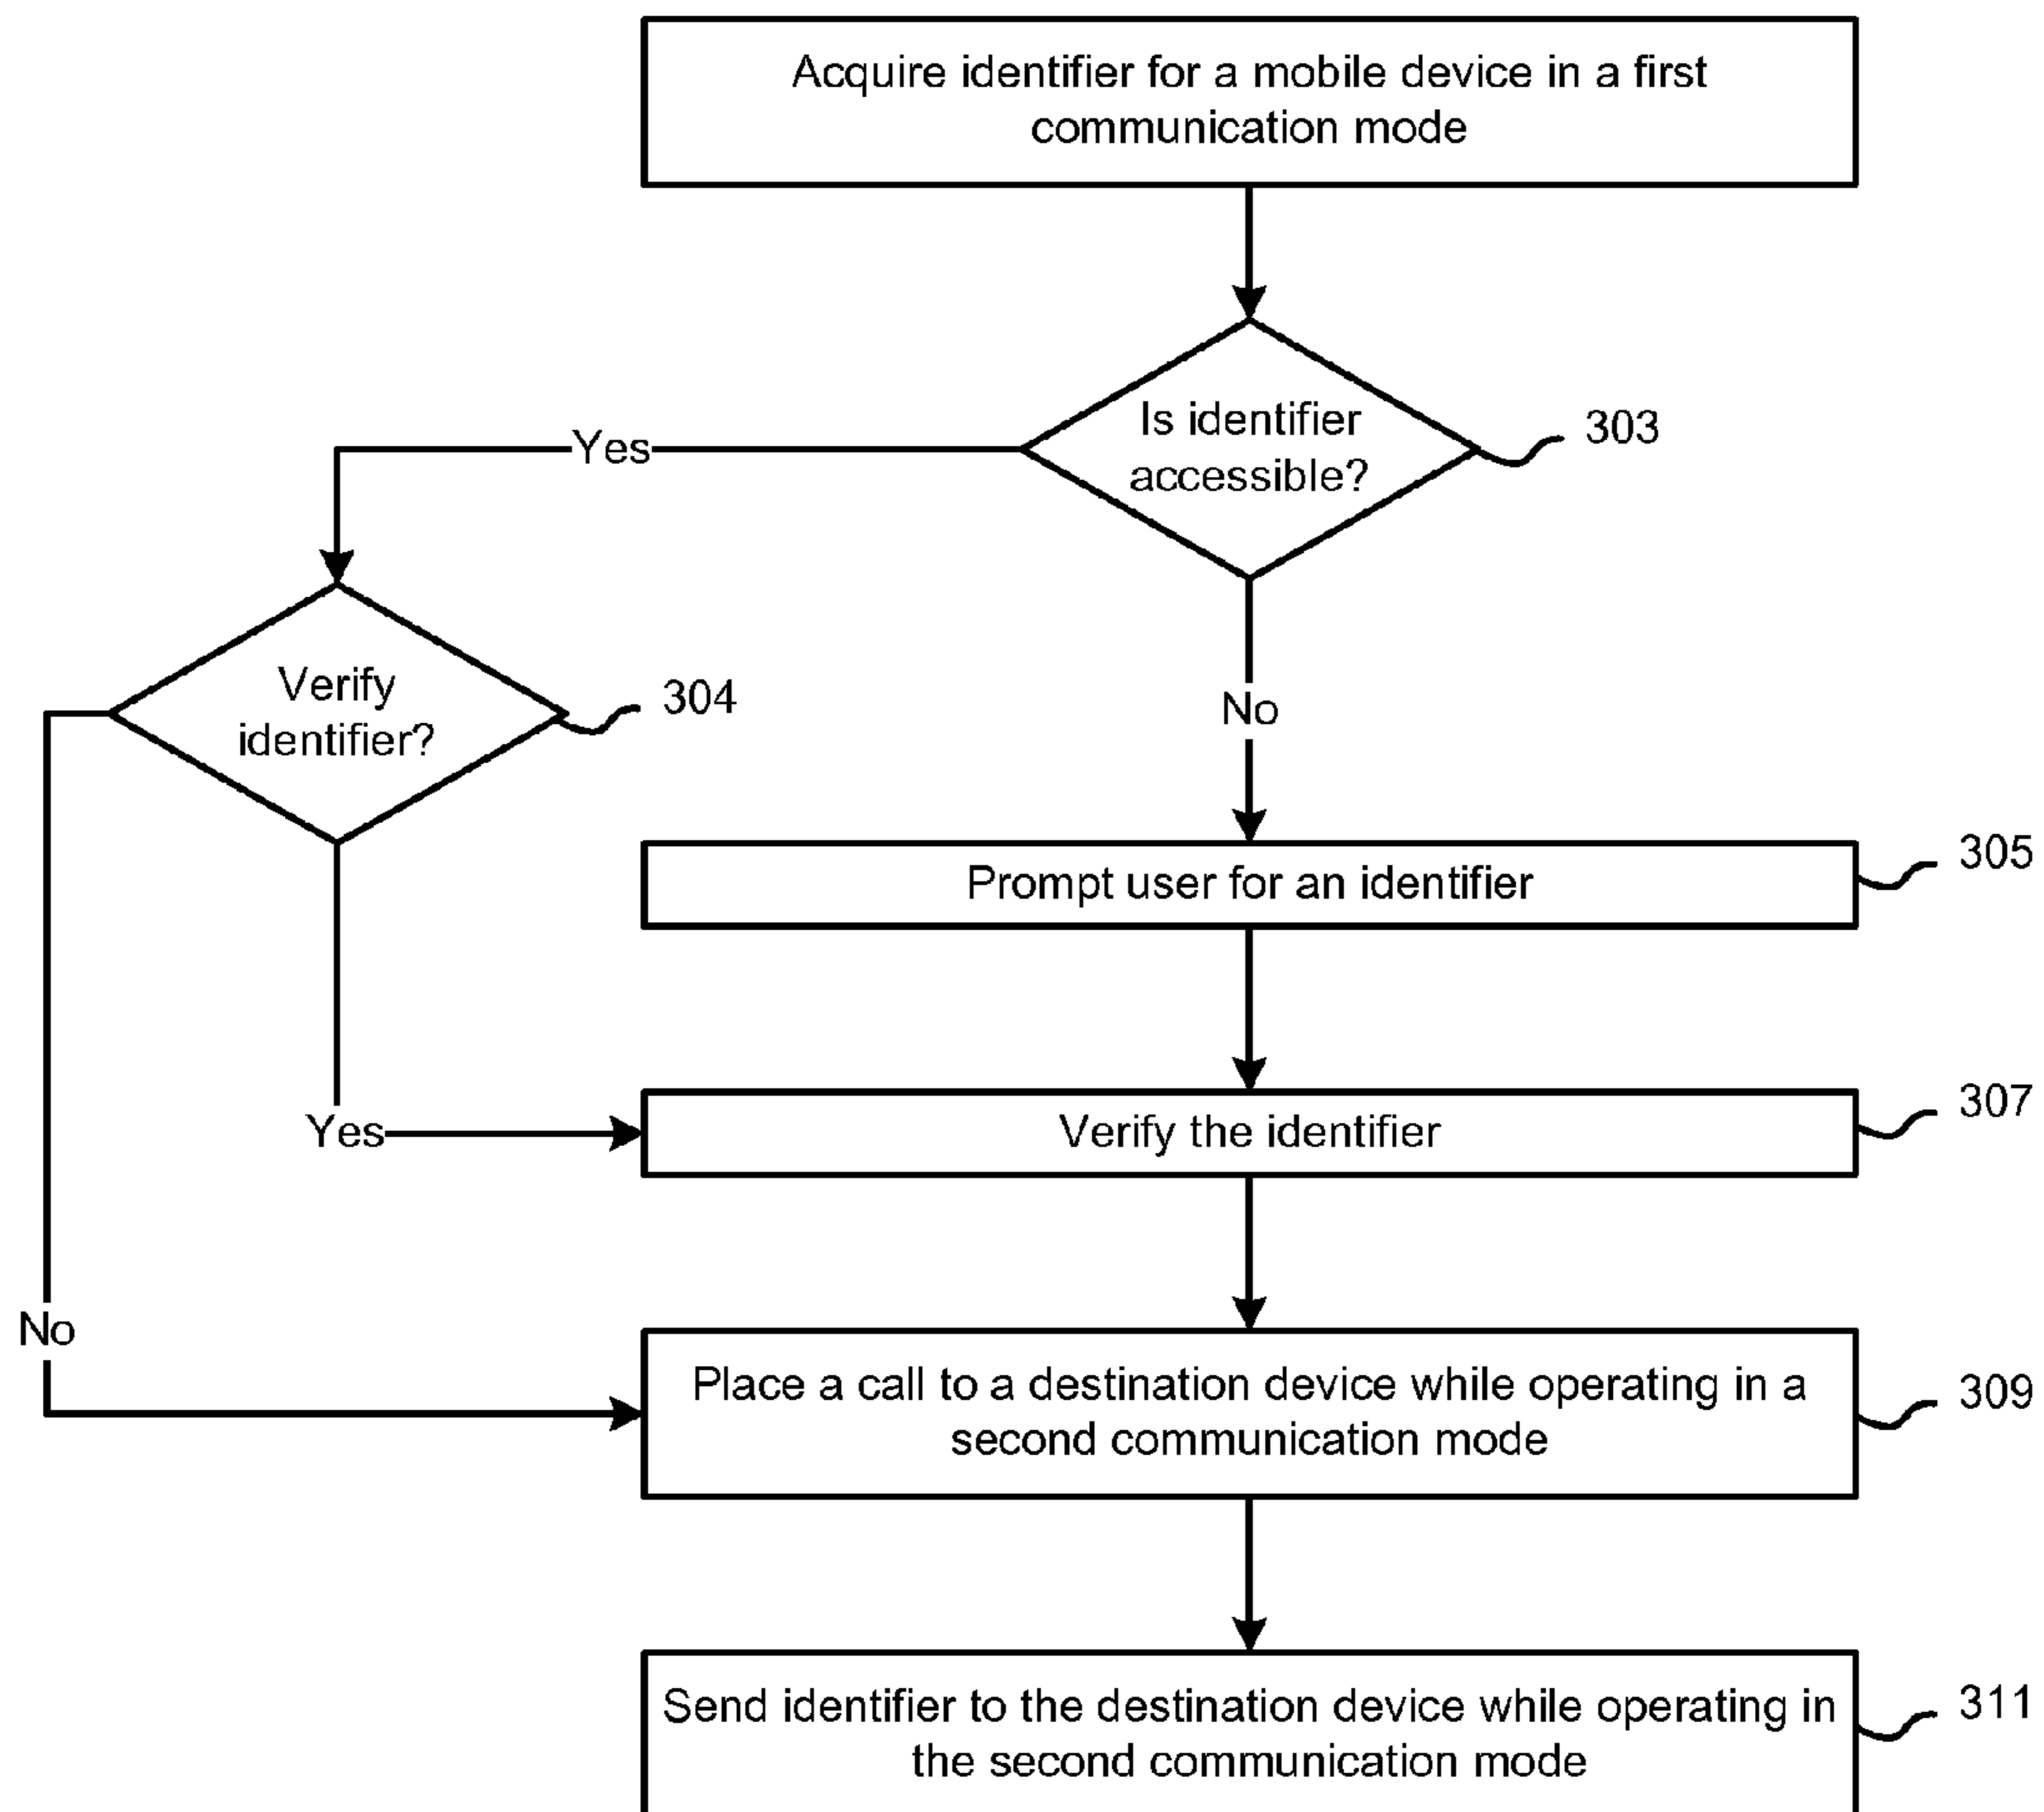 Acquire identifier for a mobile device in a first
communication mode
Is identifier
accessible?
303
Yes
Verify
identifier?
304
No
Prompt user for an identifier
305
Yes
Verify the identifier
307
No
Place a call to a destination device while operating in a
second communication mode
309
Send identifier to the destination device while operating in
the second communication mode
311